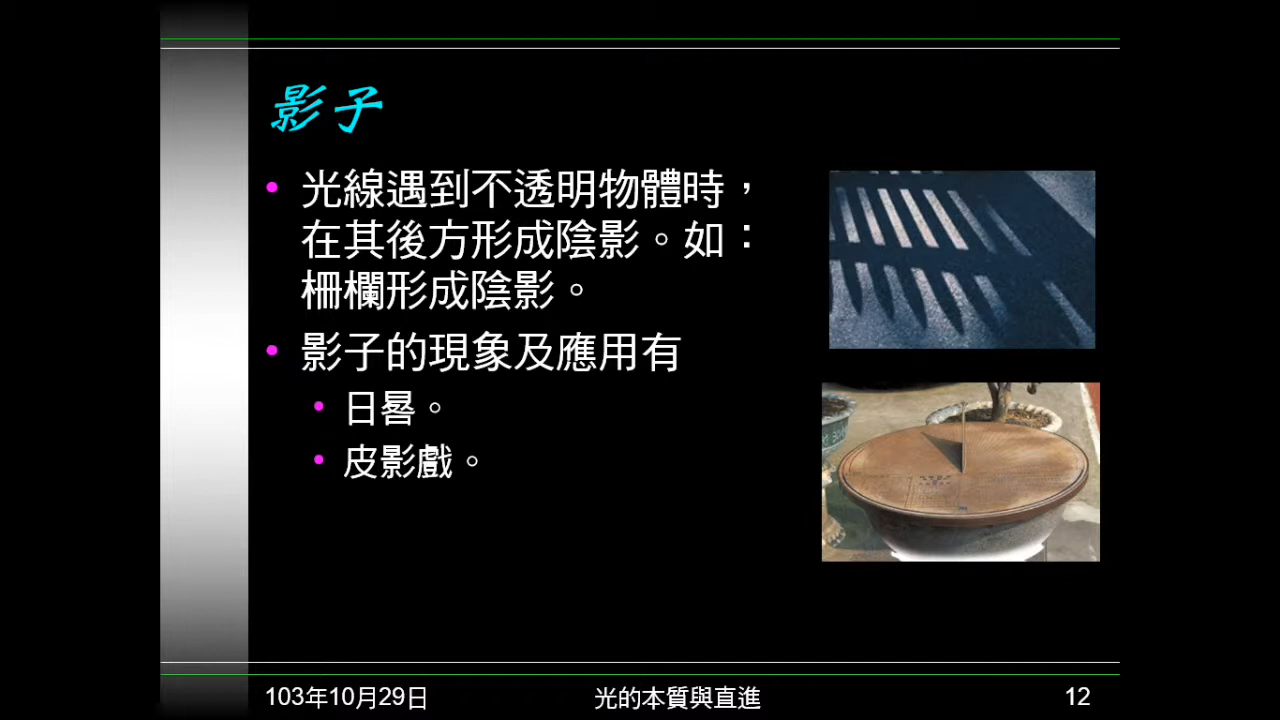 影子
• 光線遇到不透明物體時，
在其後方形成陰影。如：
柵欄形成陰影。
• 影子的現象及應用有
• 日晷。
• 皮影戲。
103年10月29日
光的本質與直進
12